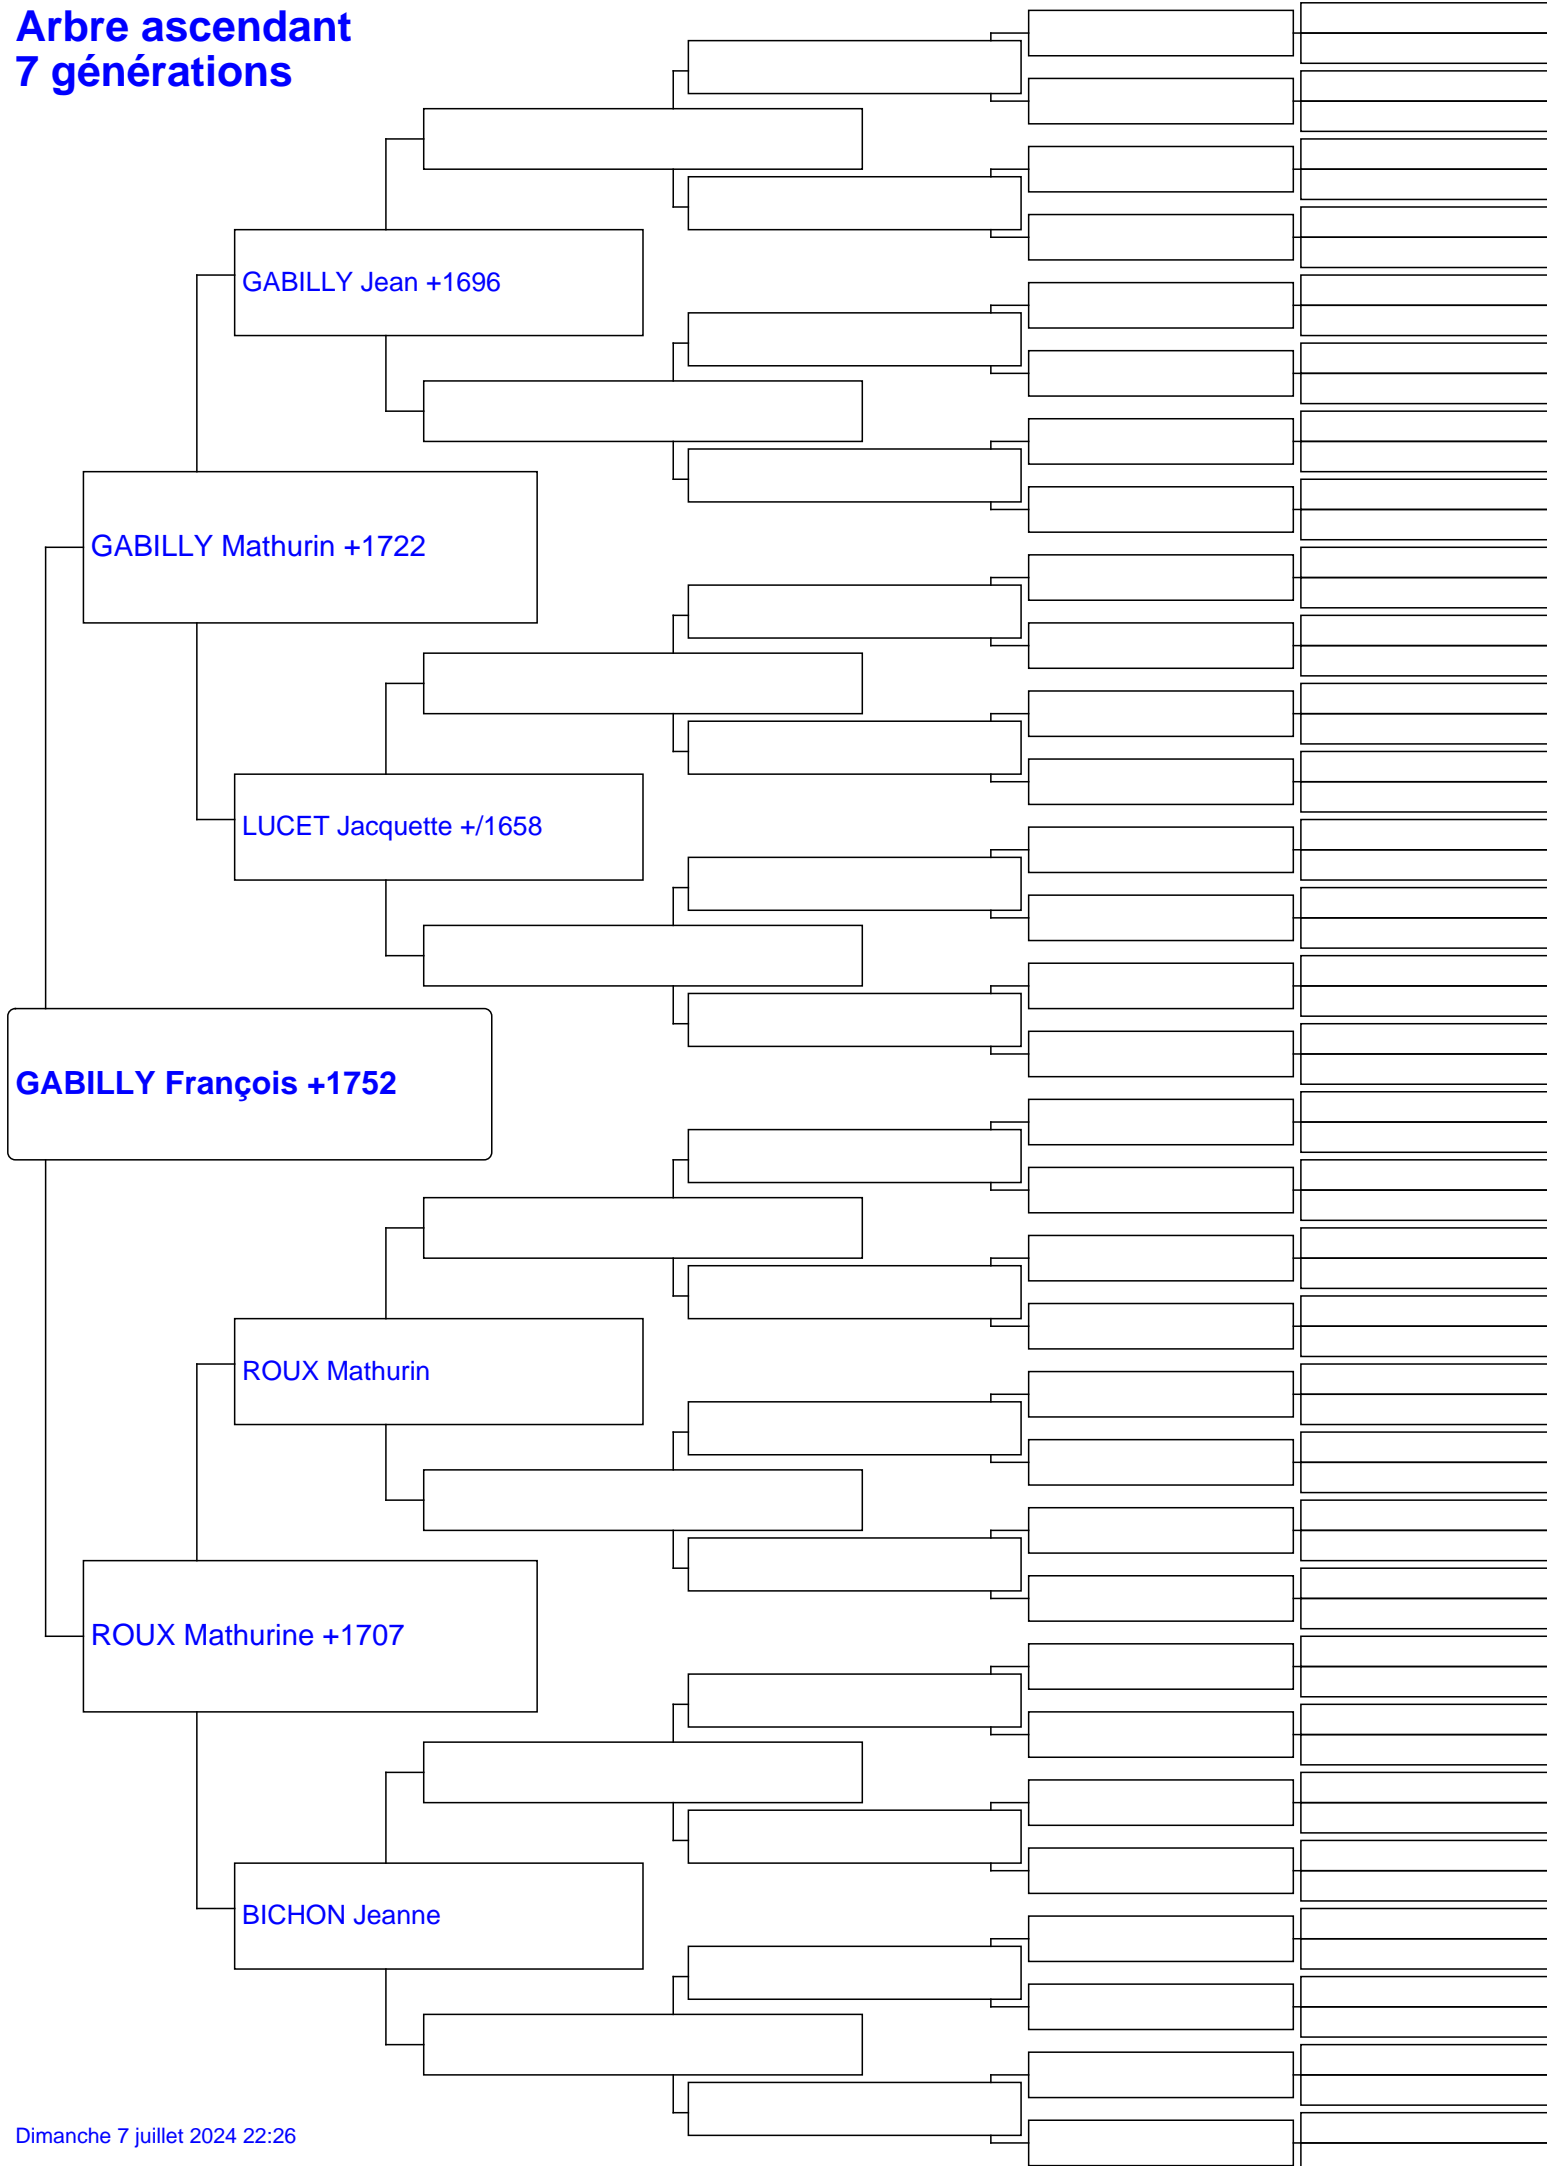 Arbre ascendant
7 générations
GABILLY Jean +1696
GABILLY Mathurin +1722
LUCET Jacquette +/1658
GABILLY François +1752
ROUX Mathurin
ROUX Mathurine +1707
BICHON Jeanne
Dimanche 7 juillet 2024 22:26